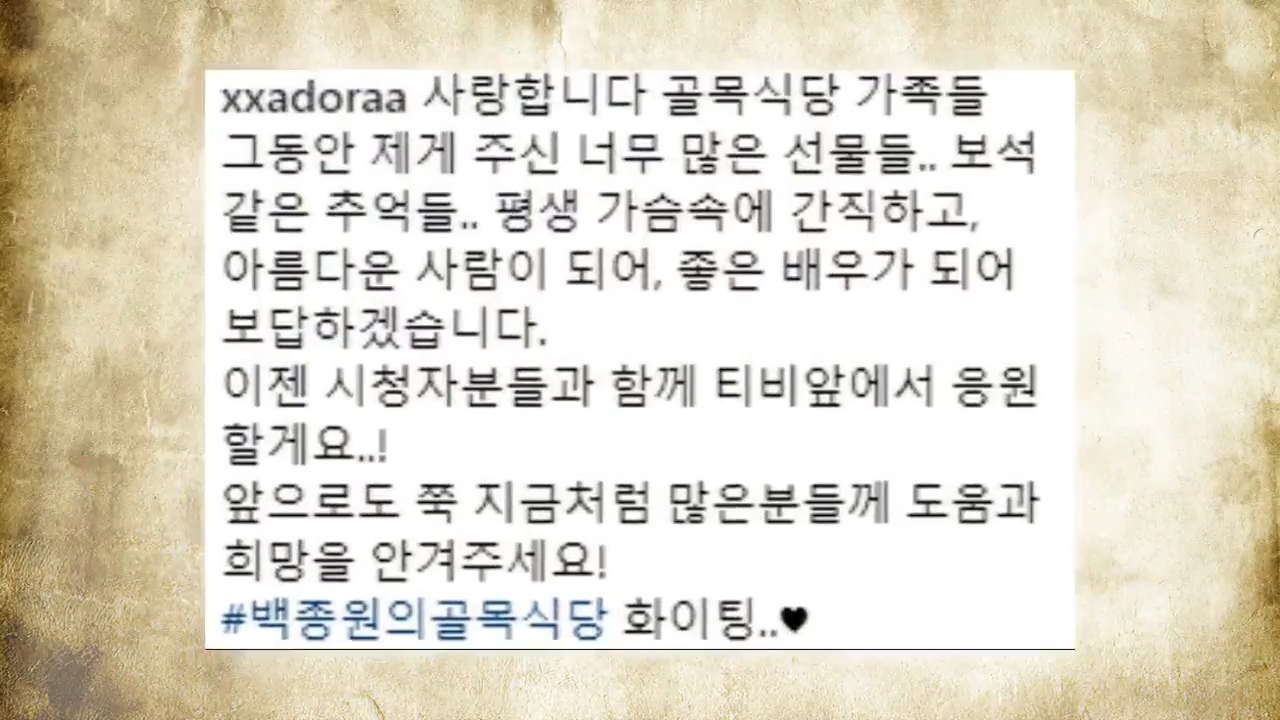 xxadoraa 사랑합니다 골목식당 가족들
그동안 제게 주신 너무 많은 선물들.. 보석
같은 추억들.. 평생 가슴속에 간직하고,
아름다운 사람이 되어, 좋은 배우가 되어
보답하겠습니다.
이젠 시청자분들과 함께 티비앞에서 응원
할게요..!
앞으로도 쭉 지금처럼 많은분들께 도움과
희망을 안겨주세요!
#백종원의골목식당 화이팅..♥